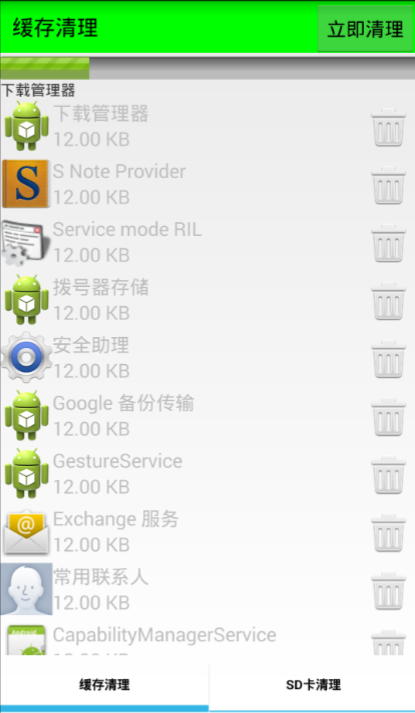 缓存清理
立即清理
下载管理器
下载管理器
12.00 KB
S Note Provider
12.00 KB
Service mode RIL
12.00 KB
拨号器存储
12.00 KB
安全助理
12.00 KB
Google 备份传输
12.00 KB
GestureService
12.00 KB
Exchange 服务
12.00 KB
常用联系人
12.00 KB
CapabilityManagerService
缓存清理
SD卡清理